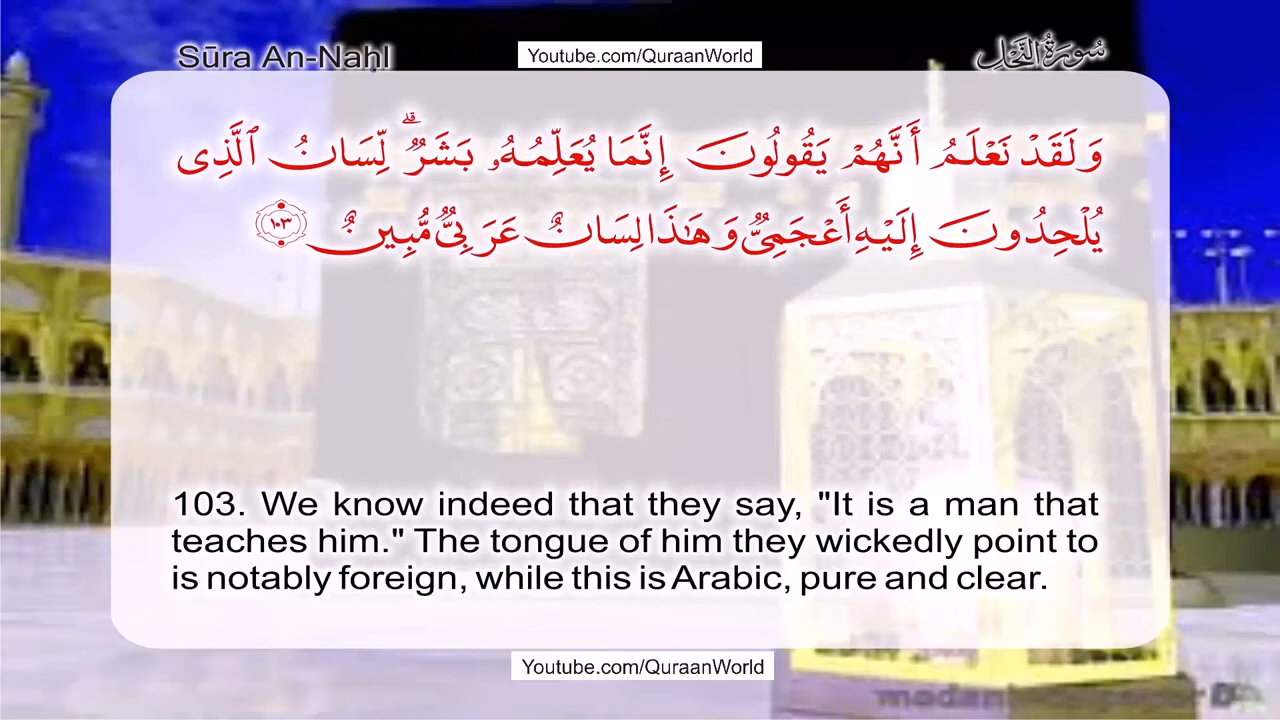 Sūra An-Naḥl
Youtube.com/QuraanWorld
سُورَةُ النَّحْلِ
وَلَقَدْ نَعْلَمُ أَنَّهُمْ يَقُولُونَ إِنَّمَا يُعَلِّمُهُۥ بَشَرٌۭ ۗ لِّسَانُ ٱلَّذِى
يُلْحِدُونَ إِلَيْهِ أَعْجَمِىٌّۭ وَهَـٰذَا لِسَانٌ عَرَبِىٌّۭ مُّبِينٌ ١٠٣
103. We know indeed that they say, "It is a man that
teaches him." The tongue of him they wickedly point to
is notably foreign, while this is Arabic, pure and clear.
Youtube.com/QuraanWorld